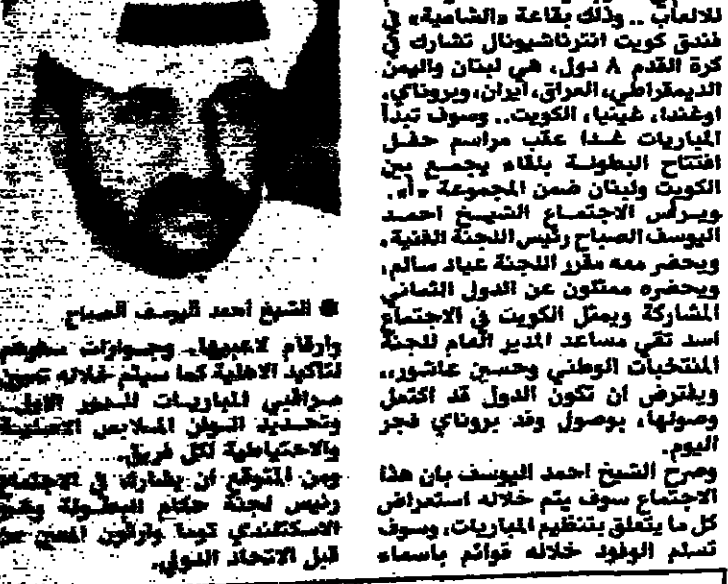 للالعاب .. وذلك بقاعة «الشامية» في
فندق كويت انترناشيونال تشارك في
كرة القدم ٨ دول، هي لبنان واليمن
الديمقراطي، العراق، ايران، وبروناي،
اوغندا، غينيا، الكويت.. وسوف تبدأ
المباريات غدا عقب مراسم حفل
افتتاح البطولة بلقاء يجمع بين
الكويت ولبنان ضمن المجموعة «أ».
ويرأس الاجتماع الشيخ احمد
اليوسف الصباح رئيس اللجنة الفنية،
ويحضر معه مقرر اللجنة عياد سالم،
ويحضره ممثلون عن الدول الثماني
المشاركة ويمثل الكويت في الاجتماع
اسد تقي مساعد المدير العام للجنة
المنتخبات الوطني وحسين عاشور،،
ويفترض ان تكون الدول قد اكتمل
وصولها، بوصول وفد بروناي فجر
اليوم.
وصرح الشيخ احمد اليوسف بان هذا
الاجتماع سوف يتم خلاله استعراض
كل ما يتعلق بتنظيم المباريات، وسوف
تسلم الوفود خلاله قوائم باسماء
الشيخ أحمد اليوسف الصباح
وارقام لاعبيها، وجوازات سفرهم
لتاكيد الاهلية كما سيتم خلاله تعيين
مراقبي المباريات للدور الاول،
وتحديد الوان الملابس الاصلية
والاحتياطية لكل فريق..
ومن المتوقع ان يشارك في الاجتماع
رئيس لجنة حكام البطولة وهو
الاسكتلندي توما وارتون المعين من
قبل الاتحاد الدولي.